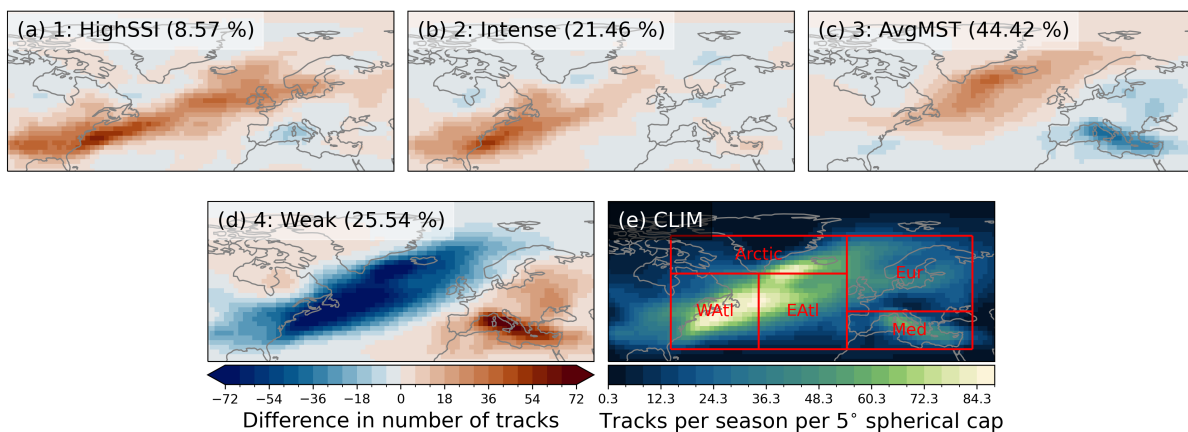 (a) 1: HighSSI (8.57 %)
(b) 2: Intense (21.46 %)
(c) 3: AvgMST (44.42 %)
(d) 4: Weak (25.54 %)
(e) CLIM
Arctic
Eur
WAtl
EAtl
Med
−72 −54 −36 −18 0 18 36 54 72
Difference in number of tracks
0.3 12.3 24.3 36.3 48.3 60.3 72.3 84.3
Tracks per season per 5° spherical cap